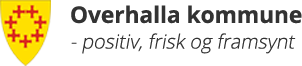 Overhalla kommune
- positiv, frisk og framsynt